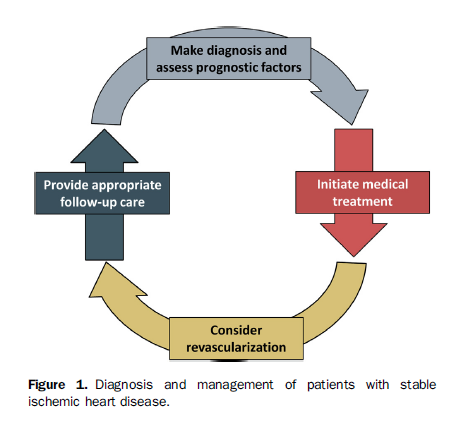 Make diagnosis and
assess prognostic factors
Initiate medical
treatment
Consider
revascularization
Provide appropriate
follow-up care
Figure 1. Diagnosis and management of patients with stable
ischemic heart disease.